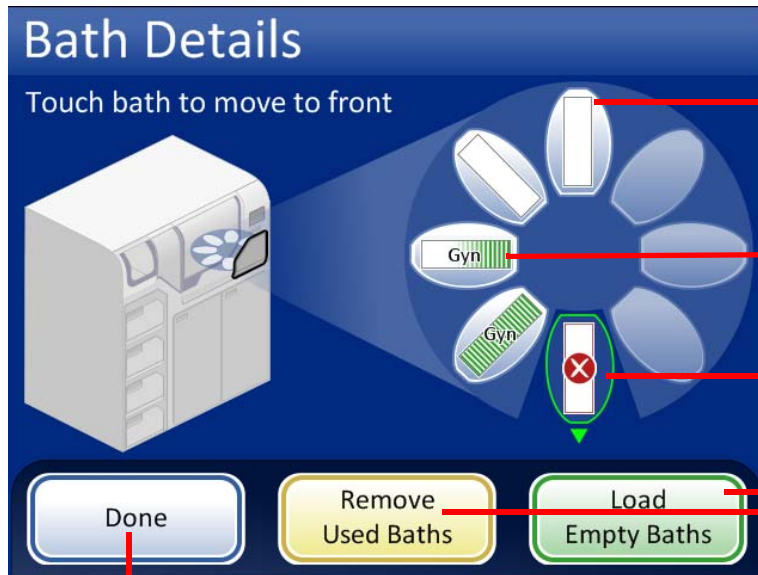 Bath Details
Touch bath to move to front
Gyn
Gyn
Done
Remove
Used Baths
Load
Empty Baths